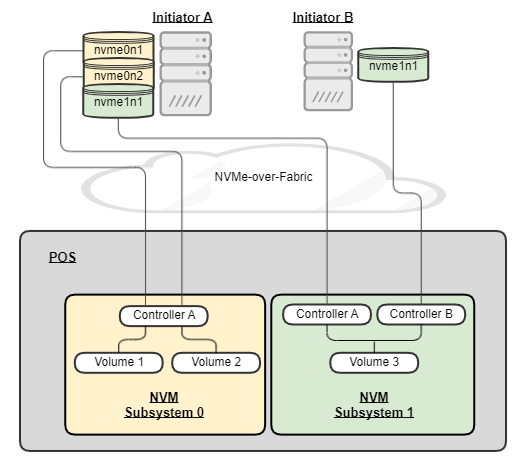 Initiator A
Initiator B
nvme0n1
nvme0n2
nvme1n1
nvme1n1
NVMe-over-Fabric
POS
Controller A
Controller A
Controller B
Volume 1
Volume 2
Volume 3
NVM
Subsystem 0
NVM
Subsystem 1